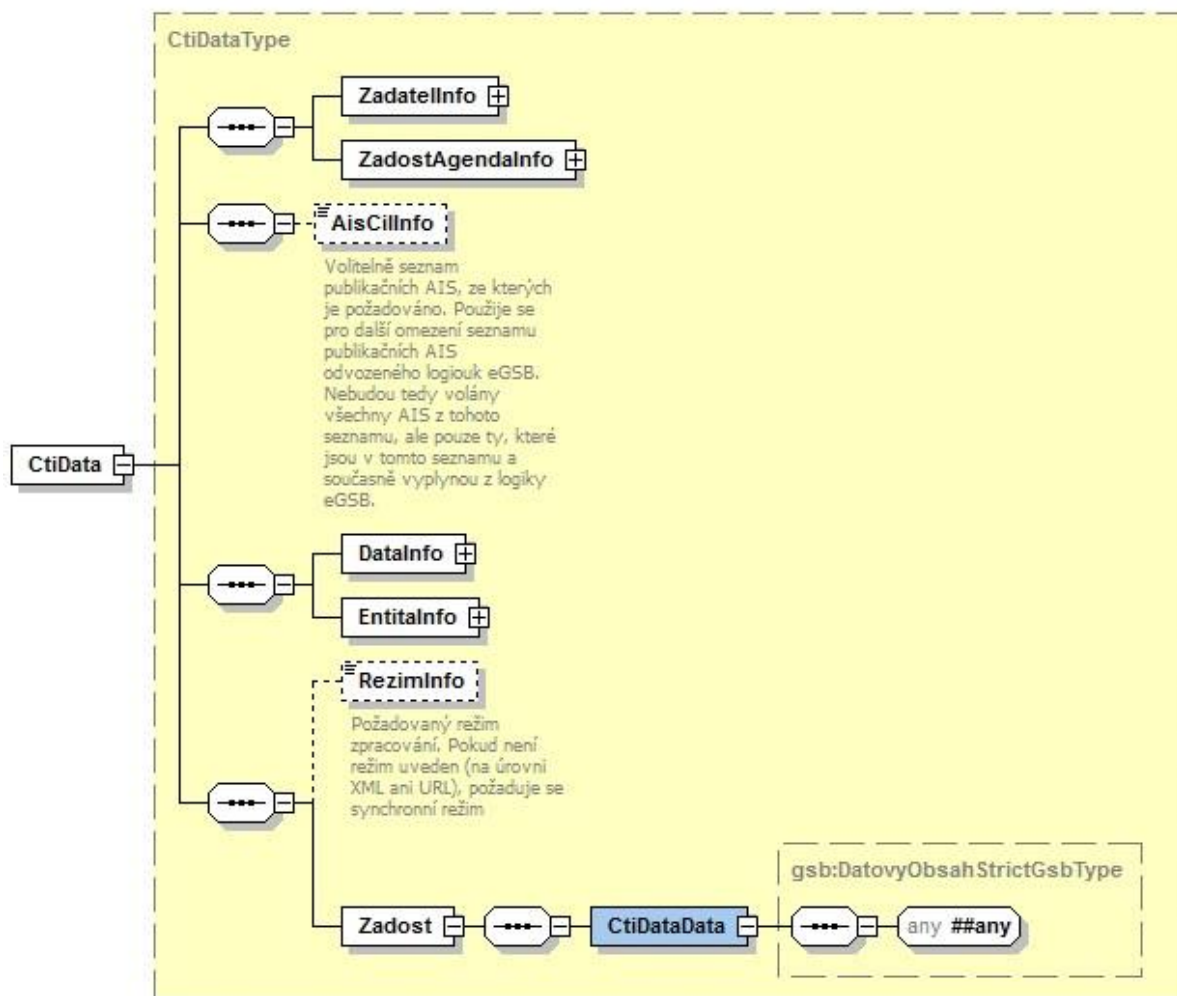 CtiDataType
ZadatelInfo
ZadostAgendaInfo
AisCilInfo
Volitelně seznam
publikačních AIS, ze kterých
je požadováno. Použije se
pro další omezení seznamu
publikačních AIS
odvozeného logiouk eGSB.
Nebudou tedy volány
všechny AIS z tohoto
seznamu, ale pouze ty, které
jsou v tomto seznamu a
současně vyplynou z logiky
eGSB.
CtiData
DataInfo
EntitaInfo
RezimInfo
Požadovaný režim
zpracování. Pokud není
režim uveden (na úrovni
XML ani URL), požaduje se
synchronní režim
gsb:DatovyObsahStrictGsbType
Zadost
CtiDataData
any ##any